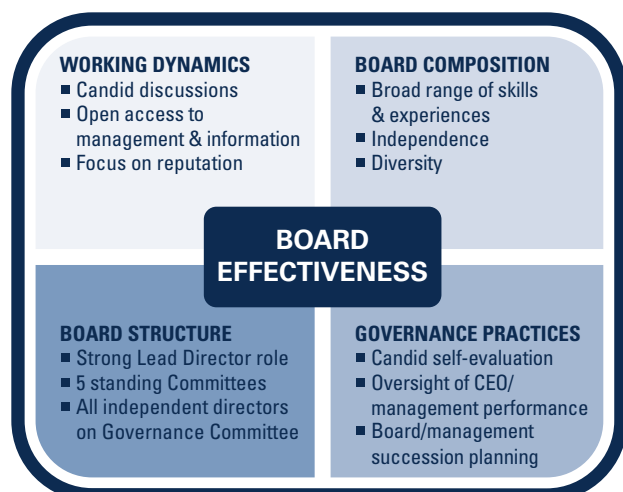 WORKING DYNAMICS
■ Candid discussions
■ Open access to
management & information
■ Focus on reputation
BOARD COMPOSITION
■ Broad range of skills
& experiences
■ Independence
■ Diversity
BOARD
EFFECTIVENESS
BOARD STRUCTURE
■ Strong Lead Director role
■ 5 standing Committees
■ All independent directors
on Governance Committee
GOVERNANCE PRACTICES
■ Candid self-evaluation
■ Oversight of CEO/
management performance
■ Board/management
succession planning